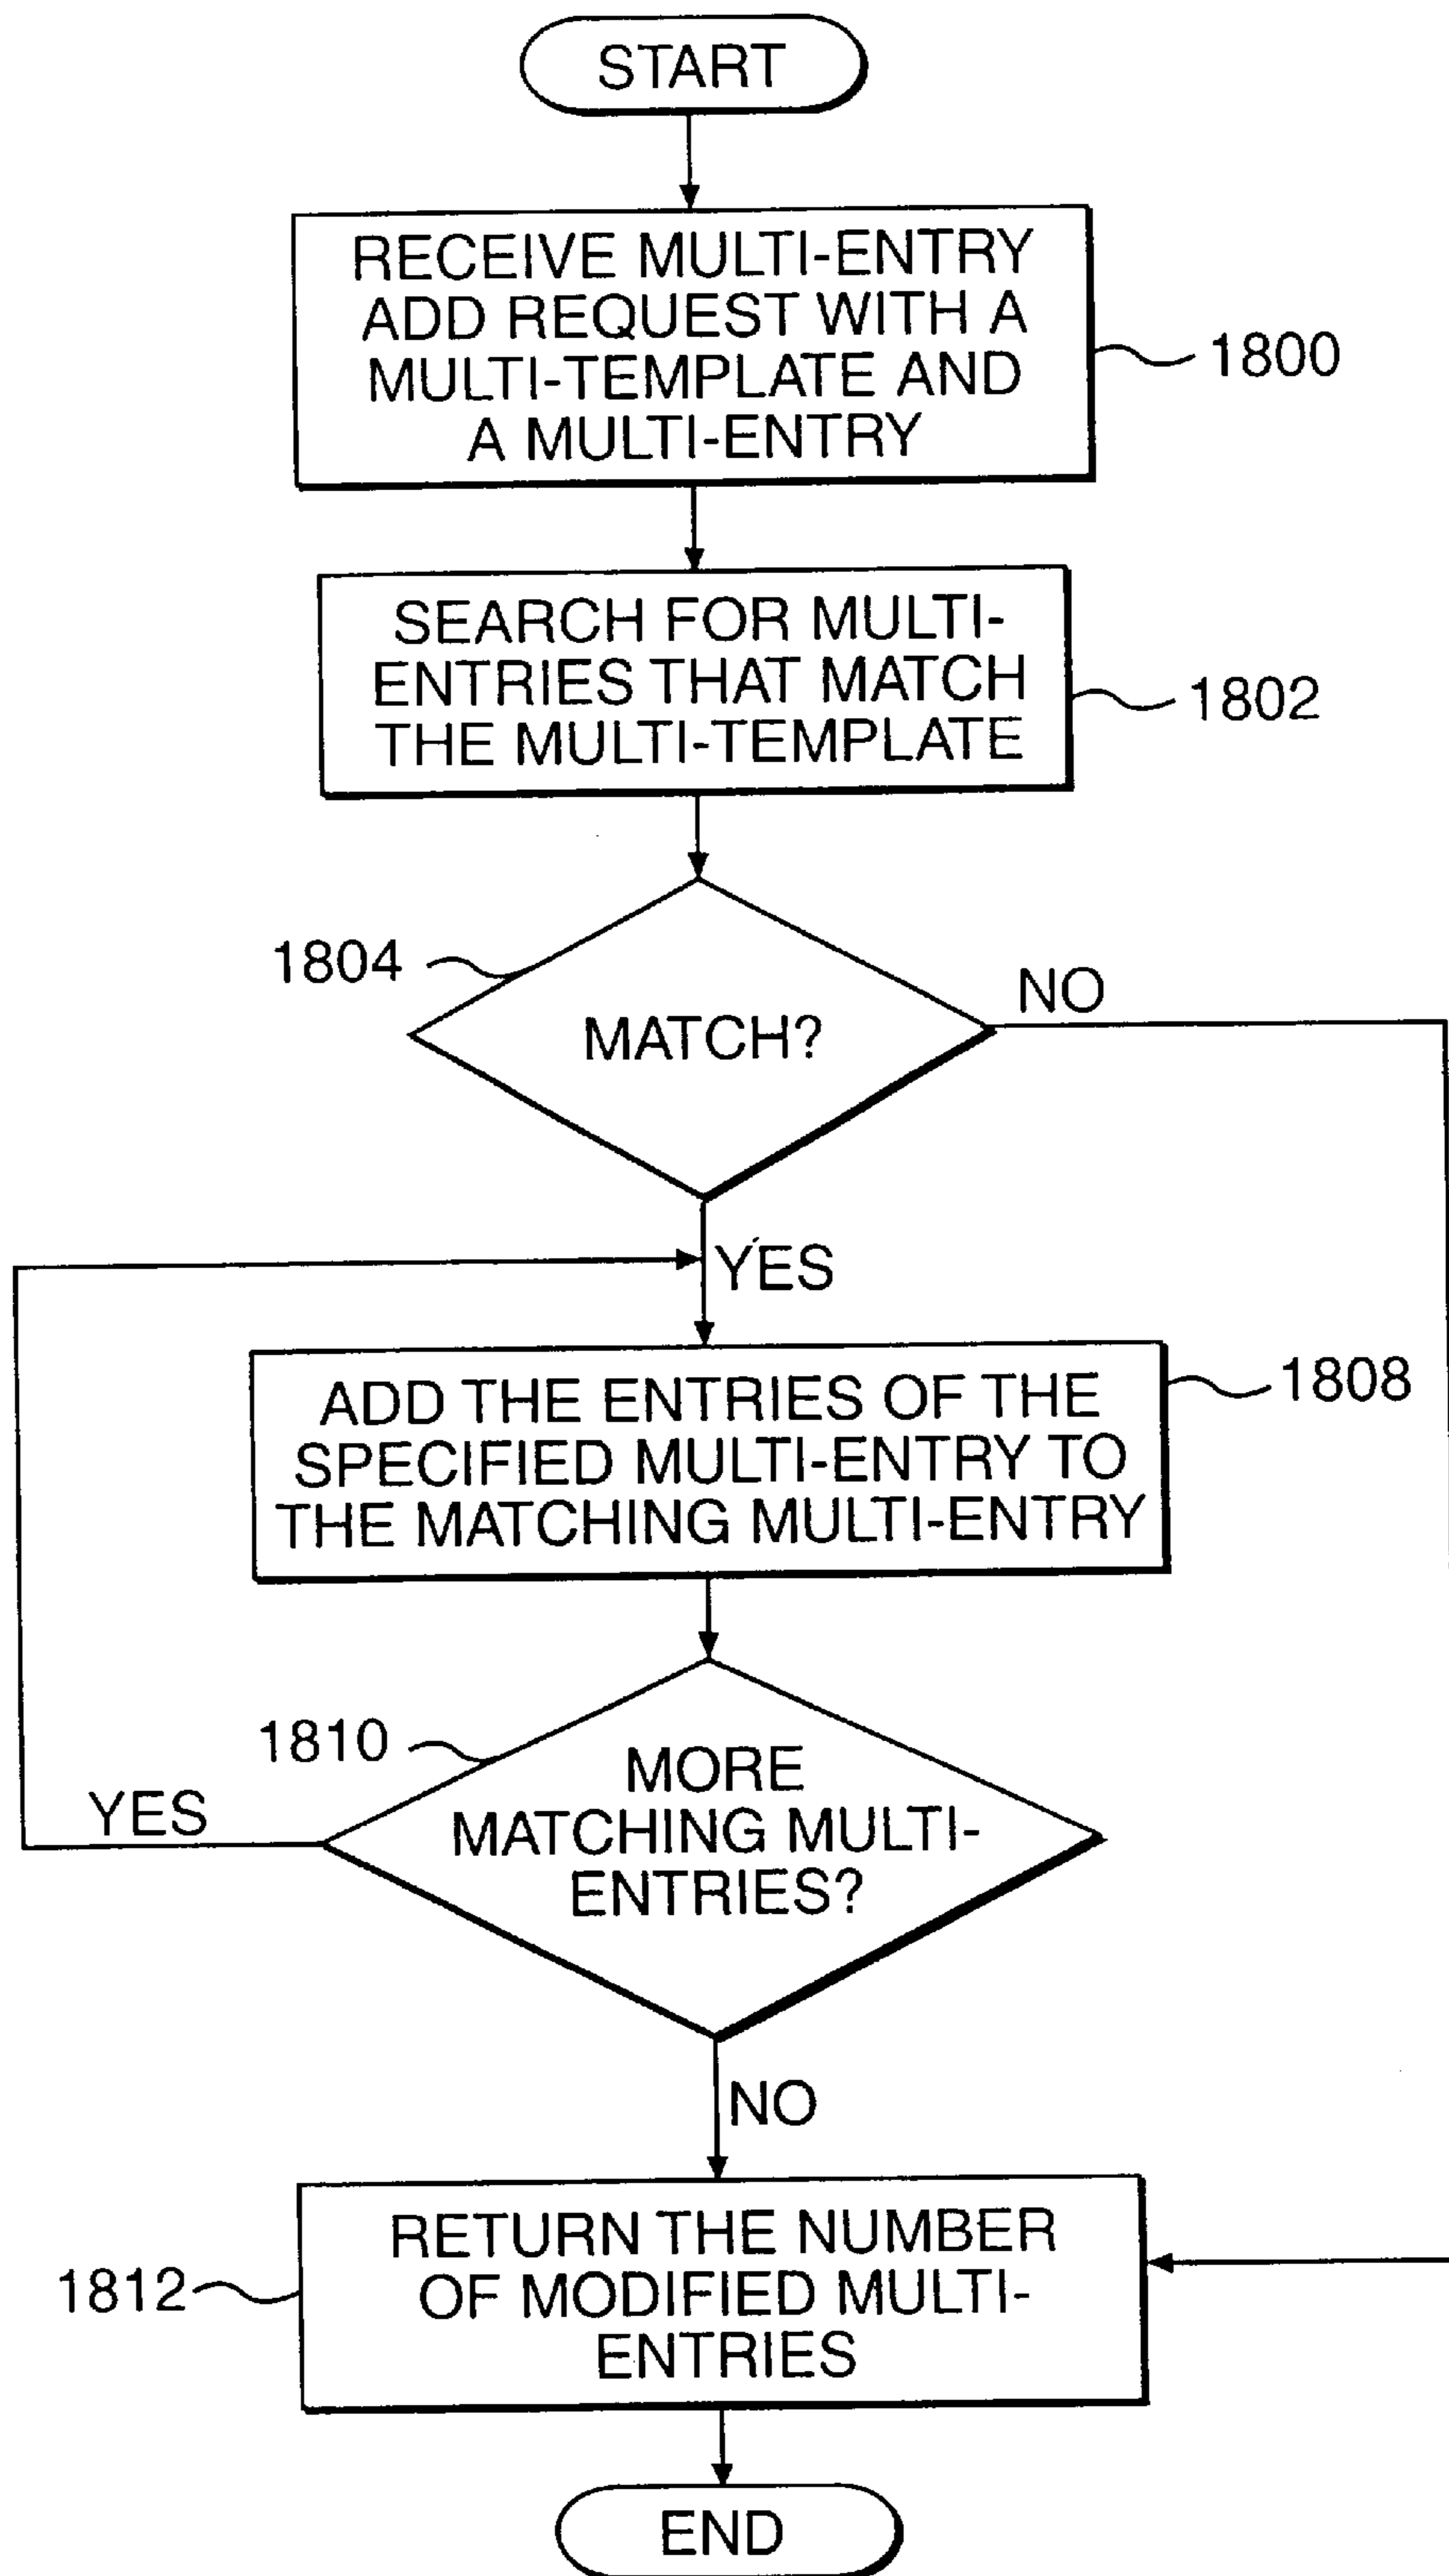 START
RECEIVE MULTI-ENTRY
ADD REQUEST WITH A
MULTI-TEMPLATE AND
A MULTI-ENTRY
1800
SEARCH FOR MULTI-
ENTRIES THAT MATCH
THE MULTI-TEMPLATE
1802
1804
MATCH?
NO
YES
ADD THE ENTRIES OF THE
SPECIFIED MULTI-ENTRY TO
THE MATCHING MULTI-ENTRY
1808
1810
MORE
MATCHING MULTI-
ENTRIES?
YES
NO
RETURN THE NUMBER
OF MODIFIED MULTI-
ENTRIES
1812
END